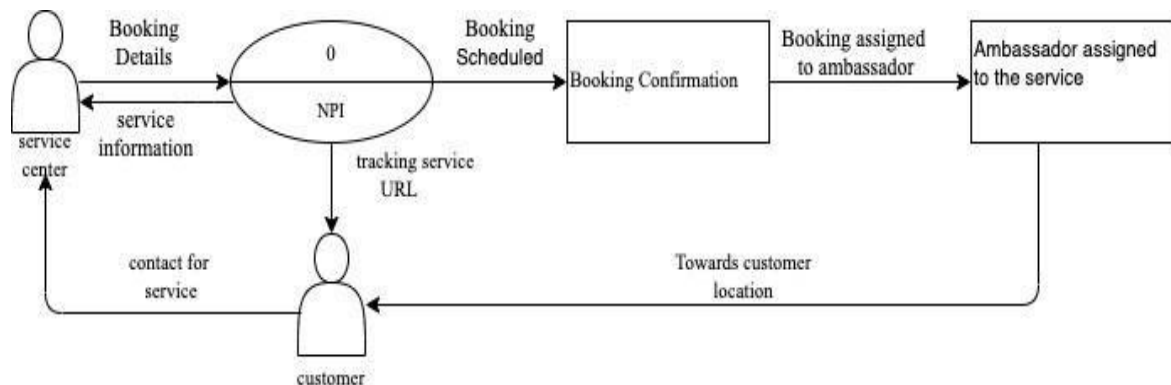 Booking
Details
service
information
service
center
0
NPI
Booking
Scheduled
Booking Confirmation
Booking assigned
to ambassador
Ambassador assigned
to the service
tracking service
URL
contact for
service
Towards customer
location
customer